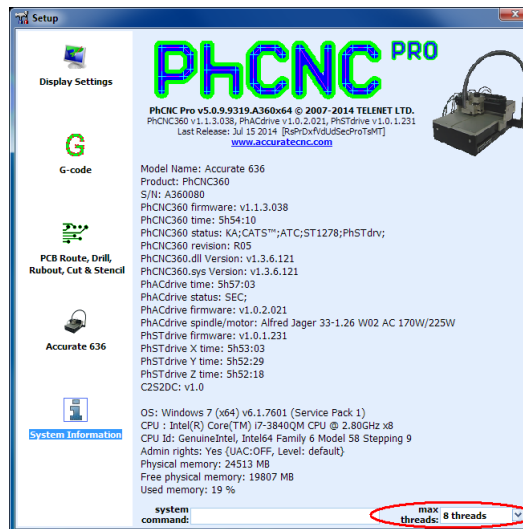 Setup
Display Settings
G
G-code
PCB Route, Drill,
Rubout, Cut & Stencil
Accurate 636
i
System Information
PhCNC PRO
PhCNC Pro v5.0.9.9319.A360x64 © 2007-2014 TELENET LTD.
PhCNC360 v1.1.3.038, PhACdrive v1.0.2.021, PhSTdrive v1.0.1.231
Last Release: Jul 15 2014 [RsPrDxfVdUdSecProTsMT]
www.accuratecnc.com
Model Name: Accurate 636
Product: PhCNC360
S/N: A360080
PhCNC360 firmware: v1.1.3.038
PhCNC360 time: 5h54:10
PhCNC360 status: KA;CATS™;ATC;ST1278;PhSTdrv;
PhCNC360 revision: R05
PhCNC360.dll Version: v1.3.6.121
PhCNC360.sys Version: v1.3.6.121
PhACdrive time: 5h57:03
PhACdrive status: SEC;
PhACdrive firmware: v1.0.2.021
PhACdrive spindle/motor: Alfred Jager 33-1.26 W02 AC 170W/225W
PhSTdrive firmware: v1.0.1.231
PhSTdrive X time: 5h53:03
PhSTdrive Y time: 5h52:29
PhSTdrive Z time: 5h52:18
C2S2DC: v1.0
OS: Windows 7 (x64) v6.1.7601 (Service Pack 1)
CPU : Intel(R) Core(TM) i7-3840QM CPU @ 2.80GHz x8
CPU Id: GenuineIntel, Intel64 Family 6 Model 58 Stepping 9
Admin rights: Yes {UAC:OFF, Level: default}
Physical memory: 24513 MB
Free physical memory: 19807 MB
Used memory: 19 %
system
command:
max
threads: 8 threads